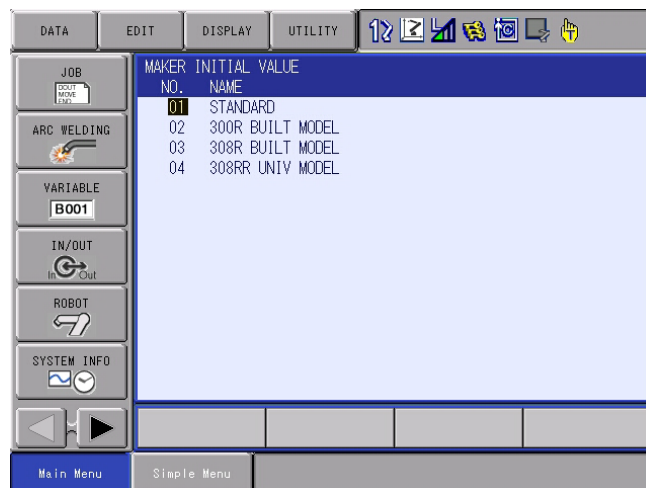 DATA EDIT DISPLAY UTILITY
JOB
DOUT
MOVE
END
ARC WELDING
VARIABLE
B001
IN/OUT
In Out
ROBOT
SYSTEM INFO
MAKER INITIAL VALUE
NO. NAME
01 STANDARD
02 300R BUILT MODEL
03 308R BUILT MODEL
04 308RR UNIV MODEL
Main Menu Simple Menu